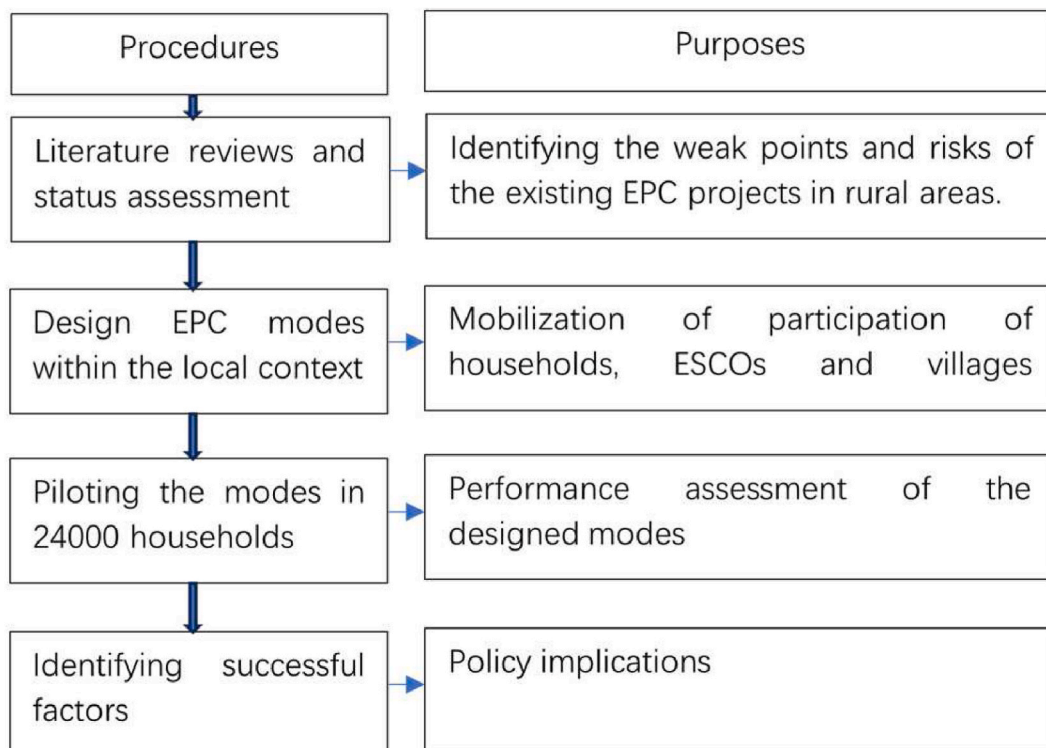 Procedures
Purposes
Literature reviews and
status assessment
Identifying the weak points and risks of
the existing EPC projects in rural areas.
Design EPC modes
within the local context
Mobilization of participation of
households, ESCOs and villages
Piloting the modes in
24000 households
Performance assessment of the
designed modes
Identifying successful
factors
Policy implications